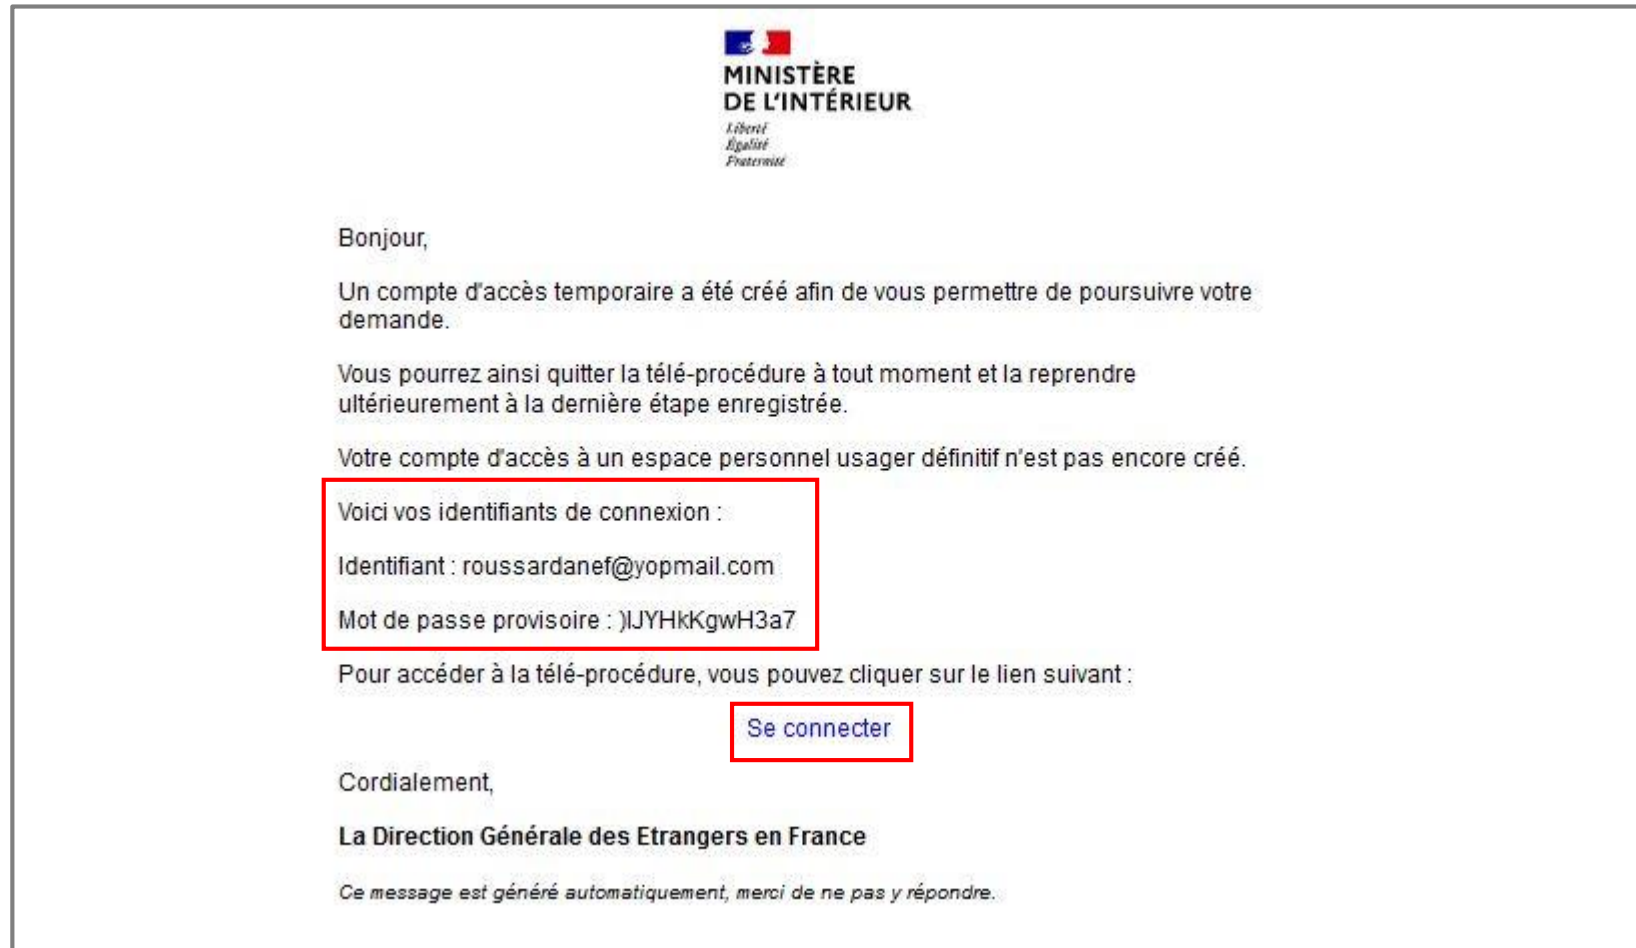 MINISTÈRE
DE L'INTÉRIEUR
Liberté
Égalité
Fraternité
Bonjour,
Un compte d'accès temporaire a été créé afin de vous permettre de poursuivre votre
demande.
Vous pourrez ainsi quitter la télé-procédure à tout moment et la reprendre
ultérieurement à la dernière étape enregistrée.
Votre compte d'accès à un espace personnel usager définitif n'est pas encore créé.
Voici vos identifiants de connexion :
Identifiant : roussardanef@yopmail.com
Mot de passe provisoire : )IJYHkKgwH3a7
Pour accéder à la télé-procédure, vous pouvez cliquer sur le lien suivant :
Se connecter
Cordialement,
La Direction Générale des Etrangers en France
Ce message est généré automatiquement, merci de ne pas y répondre.